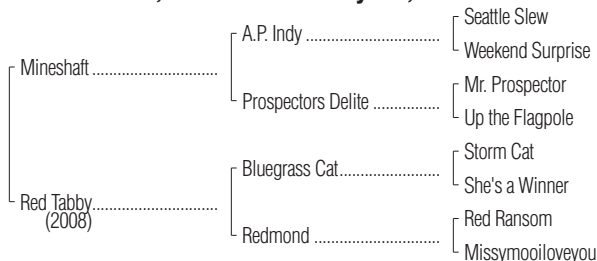 Seattle Slew
A.P. Indy ..............................
Weekend Surprise
Mineshaft ............................
Mr. Prospector
Prospectors Delite ...............
Up the Flagpole
Storm Cat
Bluegrass Cat.......................
She's a Winner
Red Tabby............................
(2008)
Red Ransom
Redmond ............................
Missymooiloveyou